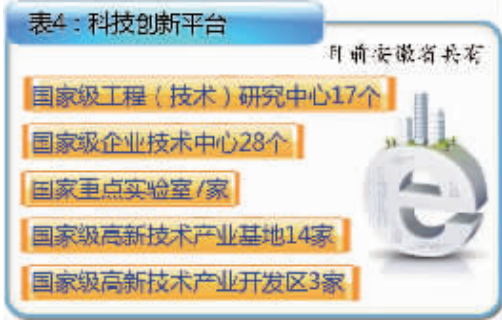 表4：科技创新平台
目前安徽省共有
国家级工程（技术）研究中心17个
国家级企业技术中心28个
国家重点实验室7家
国家级高新技术产业基地14家
国家级高新技术产业开发区3家
e